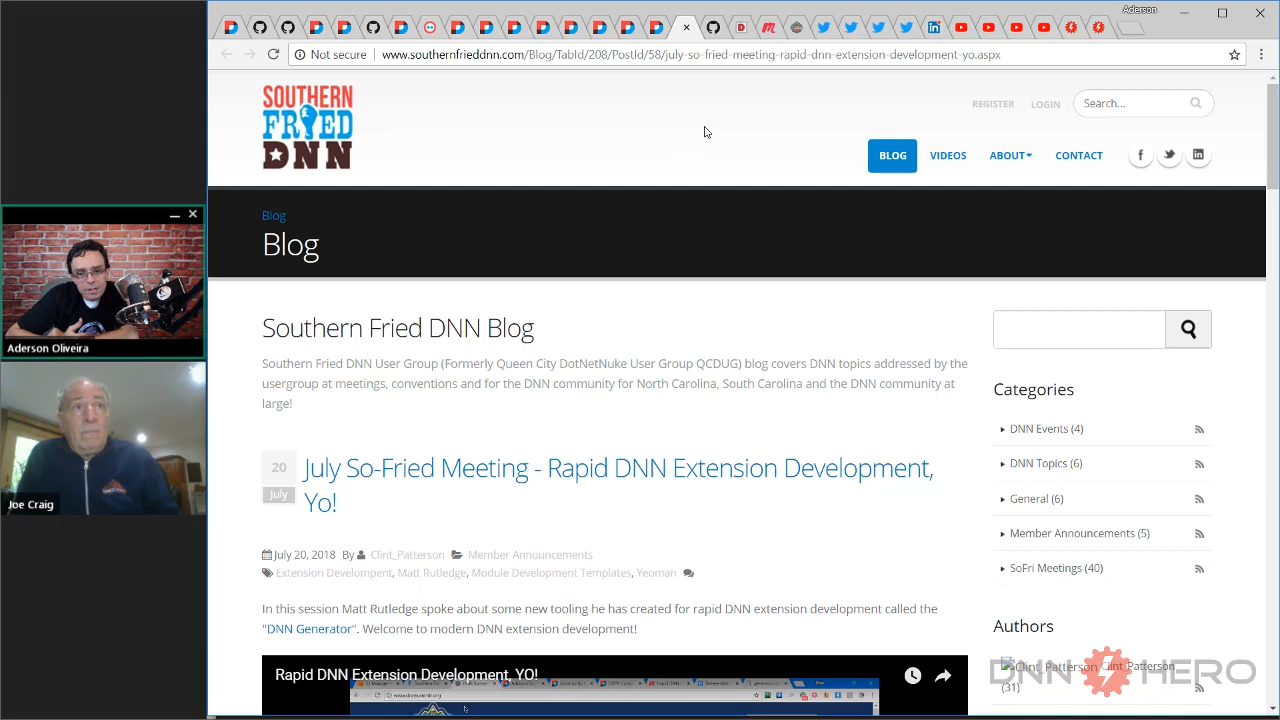 Aderson
Not secure
www.southernfrieddnn.com/Blog/TabId/208/PostId/58/july-so-fried-meeting-rapid-dnn-extension-development-yo.aspx
SOUTHERN
FRIED
DNN
REGISTER
LOGIN
Search...
BLOG
VIDEOS
ABOUT
CONTACT
Blog
Blog
Aderson Oliveira
Joe Craig
Southern Fried DNN Blog
Southern Fried DNN User Group (Formerly Queen City DotNetNuke User Group QCDUG) blog covers DNN topics addressed by the
usergroup at meetings, conventions and for the DNN community for North Carolina, South Carolina and the DNN community at
large!
20
July
July So-Fried Meeting - Rapid DNN Extension Development,
Yo!
July 20, 2018 By Clint_Patterson Member Announcements
Extension Develompent, Matt Rutledge, Module Development Templates, Yeoman
In this session Matt Rutledge spoke about some new tooling he has created for rapid DNN extension development called the
"DNN Generator". Welcome to modern DNN extension development!
Rapid DNN Extension Development, YO!
www.dnnsummit.org
Categories
DNN Events (4)
DNN Topics (6)
General (6)
Member Announcements (5)
SoFri Meetings (40)
Authors
Clint_Patterson Clint_Patterson
(31)
DNN HERO